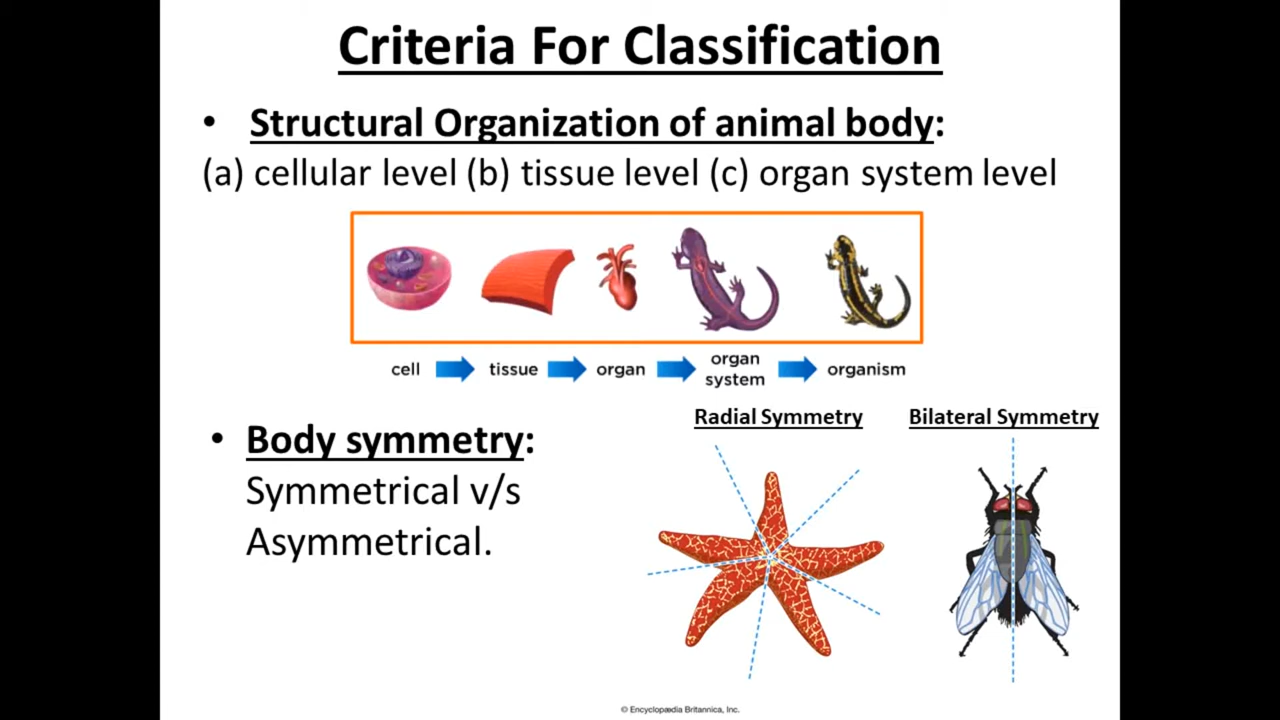 Criteria For Classification
• Structural Organization of animal body:
(a) cellular level (b) tissue level (c) organ system level
cell tissue organ organ system organism
Radial Symmetry Bilateral Symmetry
• Body symmetry:
Symmetrical v/s
Asymmetrical.
© Encyclopædia Britannica, Inc.